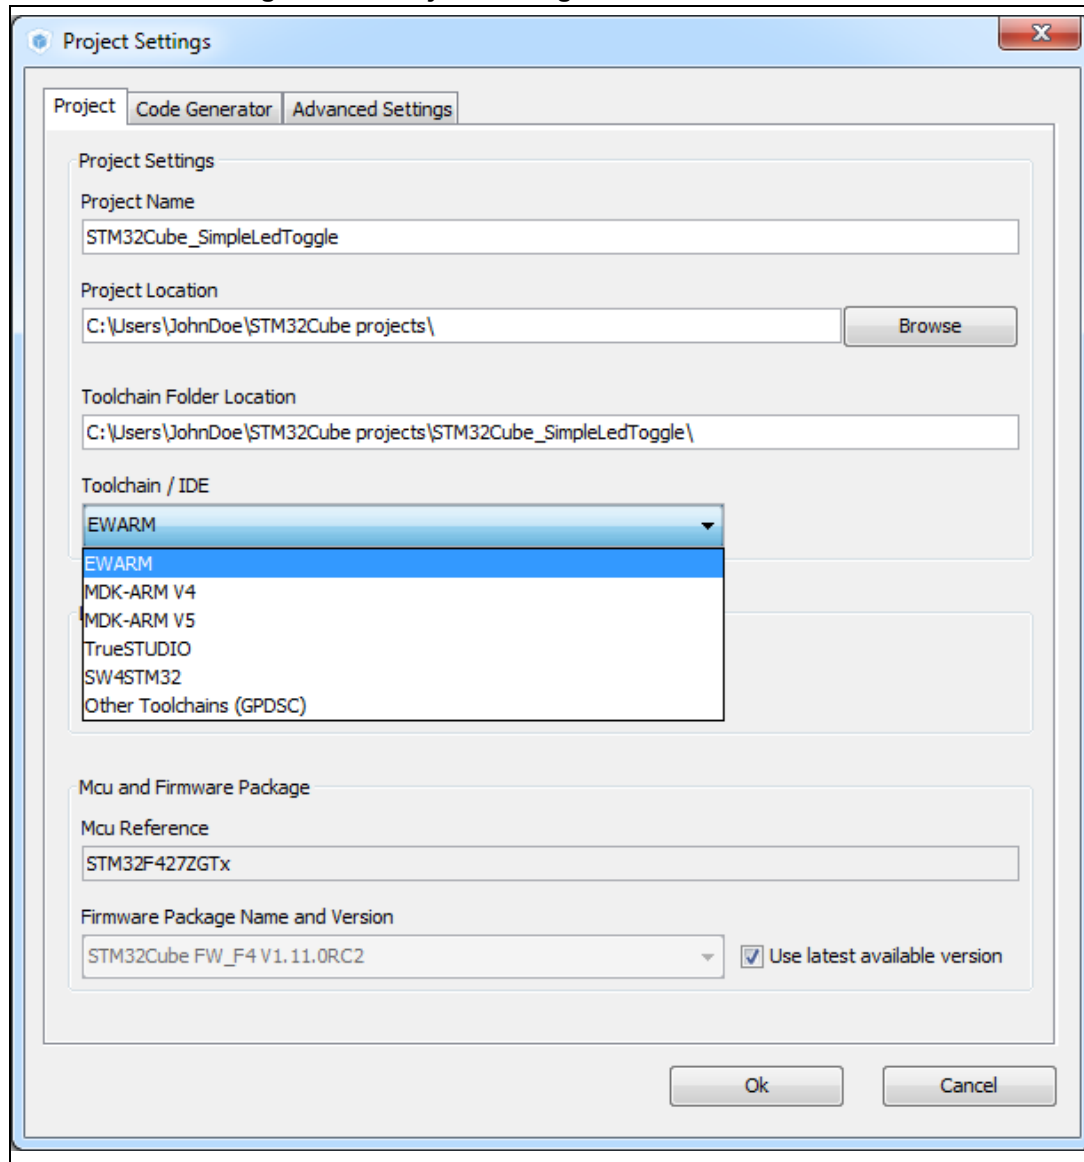 Project Settings
Project Code Generator Advanced Settings
Project Settings
Project Name
STM32Cube_SimpleLedToggle
Project Location
C:\Users\JohnDoe\STM32Cube projects\ Browse
Toolchain Folder Location
C:\Users\JohnDoe\STM32Cube projects\STM32Cube_SimpleLedToggle\
Toolchain / IDE
EWARM
EWARM
MDK-ARM V4
MDK-ARM V5
TrueSTUDIO
SW4STM32
Other Toolchains (GPDSC)
Mcu and Firmware Package
Mcu Reference
STM32F427ZGTx
Firmware Package Name and Version
STM32Cube FW_F4 V1.11.0RC2 Use latest available version
Ok Cancel